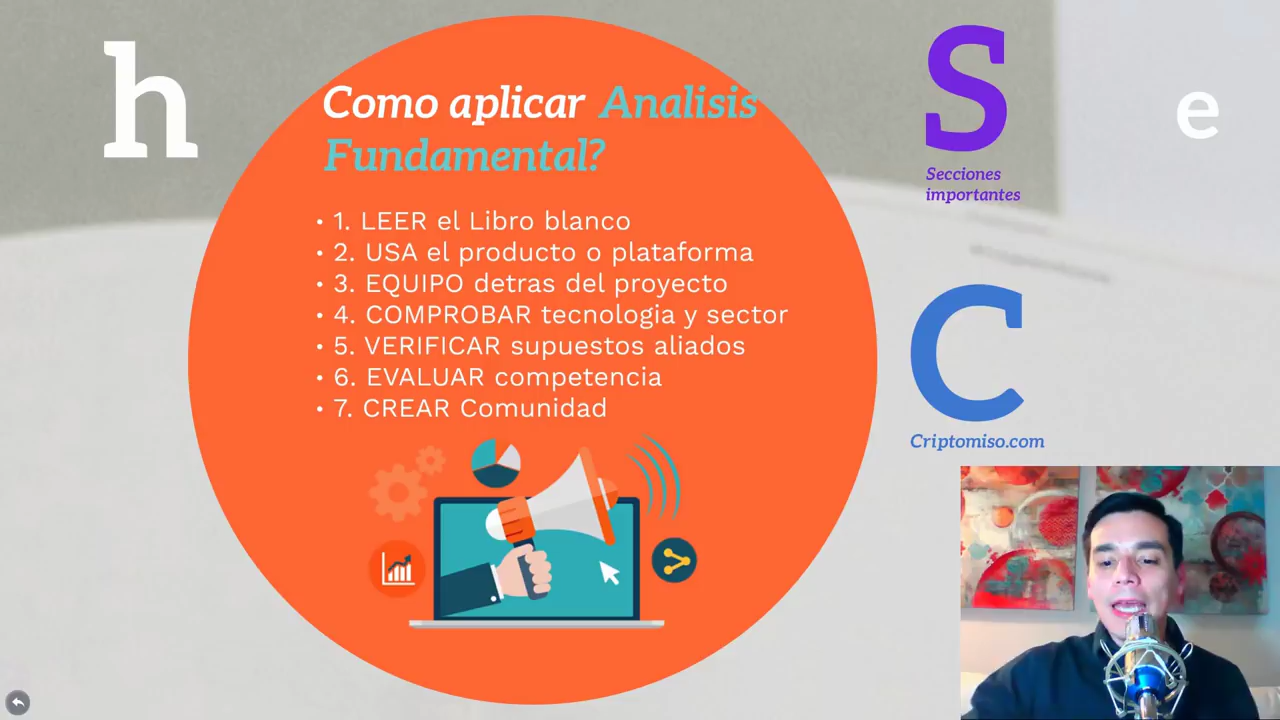 h
Como aplicar Analisis
Fundamental?
• 1. LEER el Libro blanco
• 2. USA el producto o plataforma
• 3. EQUIPO detras del proyecto
• 4. COMPROBAR tecnologia y sector
• 5. VERIFICAR supuestos aliados
• 6. EVALUAR competencia
• 7. CREAR Comunidad
S
Secciones
importantes
e
C
Criptomiso.com